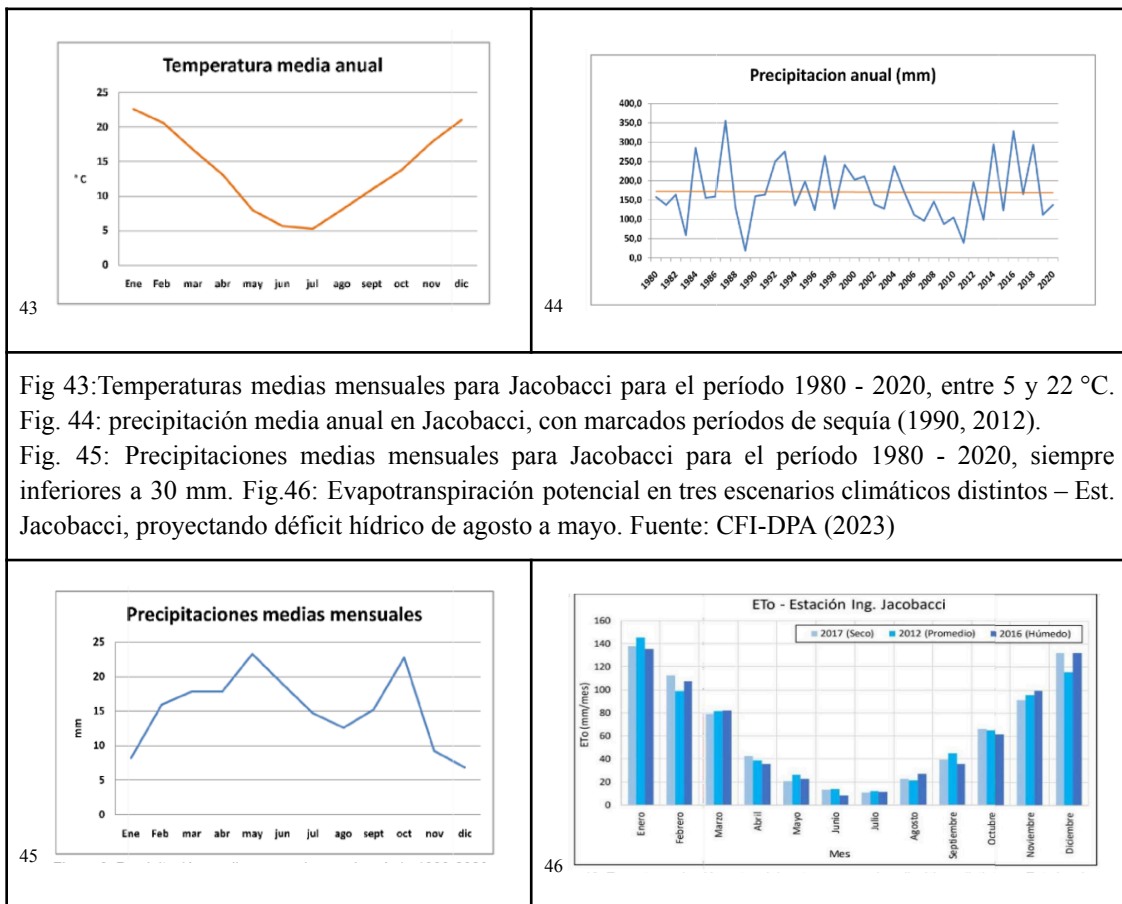 Temperatura media anual
25
20
15
° C
10
5
0
Ene Feb mar abr may jun jul ago sept oct nov dic
43
Precipitacion anual (mm)
400,0
350,0
300,0
250,0
200,0
150,0
100,0
50,0
0,0
1980 1982 1984 1986 1988 1990 1992 1994 1996 1998 2000 2002 2004 2006 2008 2010 2012 2014 2016 2018 2020
44
Fig 43:Temperaturas medias mensuales para Jacobacci para el período 1980 - 2020, entre 5 y 22 °C.
Fig. 44: precipitación media anual en Jacobacci, con marcados períodos de sequía (1990, 2012).
Fig. 45: Precipitaciones medias mensuales para Jacobacci para el período 1980 - 2020, siempre
inferiores a 30 mm. Fig.46: Evapotranspiración potencial en tres escenarios climáticos distintos – Est.
Jacobacci, proyectando déficit hídrico de agosto a mayo. Fuente: CFI-DPA (2023)
Precipitaciones medias mensuales
25
20
15
mm
10
5
0
Ene Feb mar abr may jun jul ago sept oct nov dic
45
ETo - Estación Ing. Jacobacci
2017 (Seco) 2012 (Promedio) 2016 (Húmedo)
160
140
120
100
80
60
40
20
0
ETo (mm/mes)
Enero Febrero Marzo Abril Mayo Junio Julio Agosto Septiembre Octubre Noviembre Diciembre
Mes
46